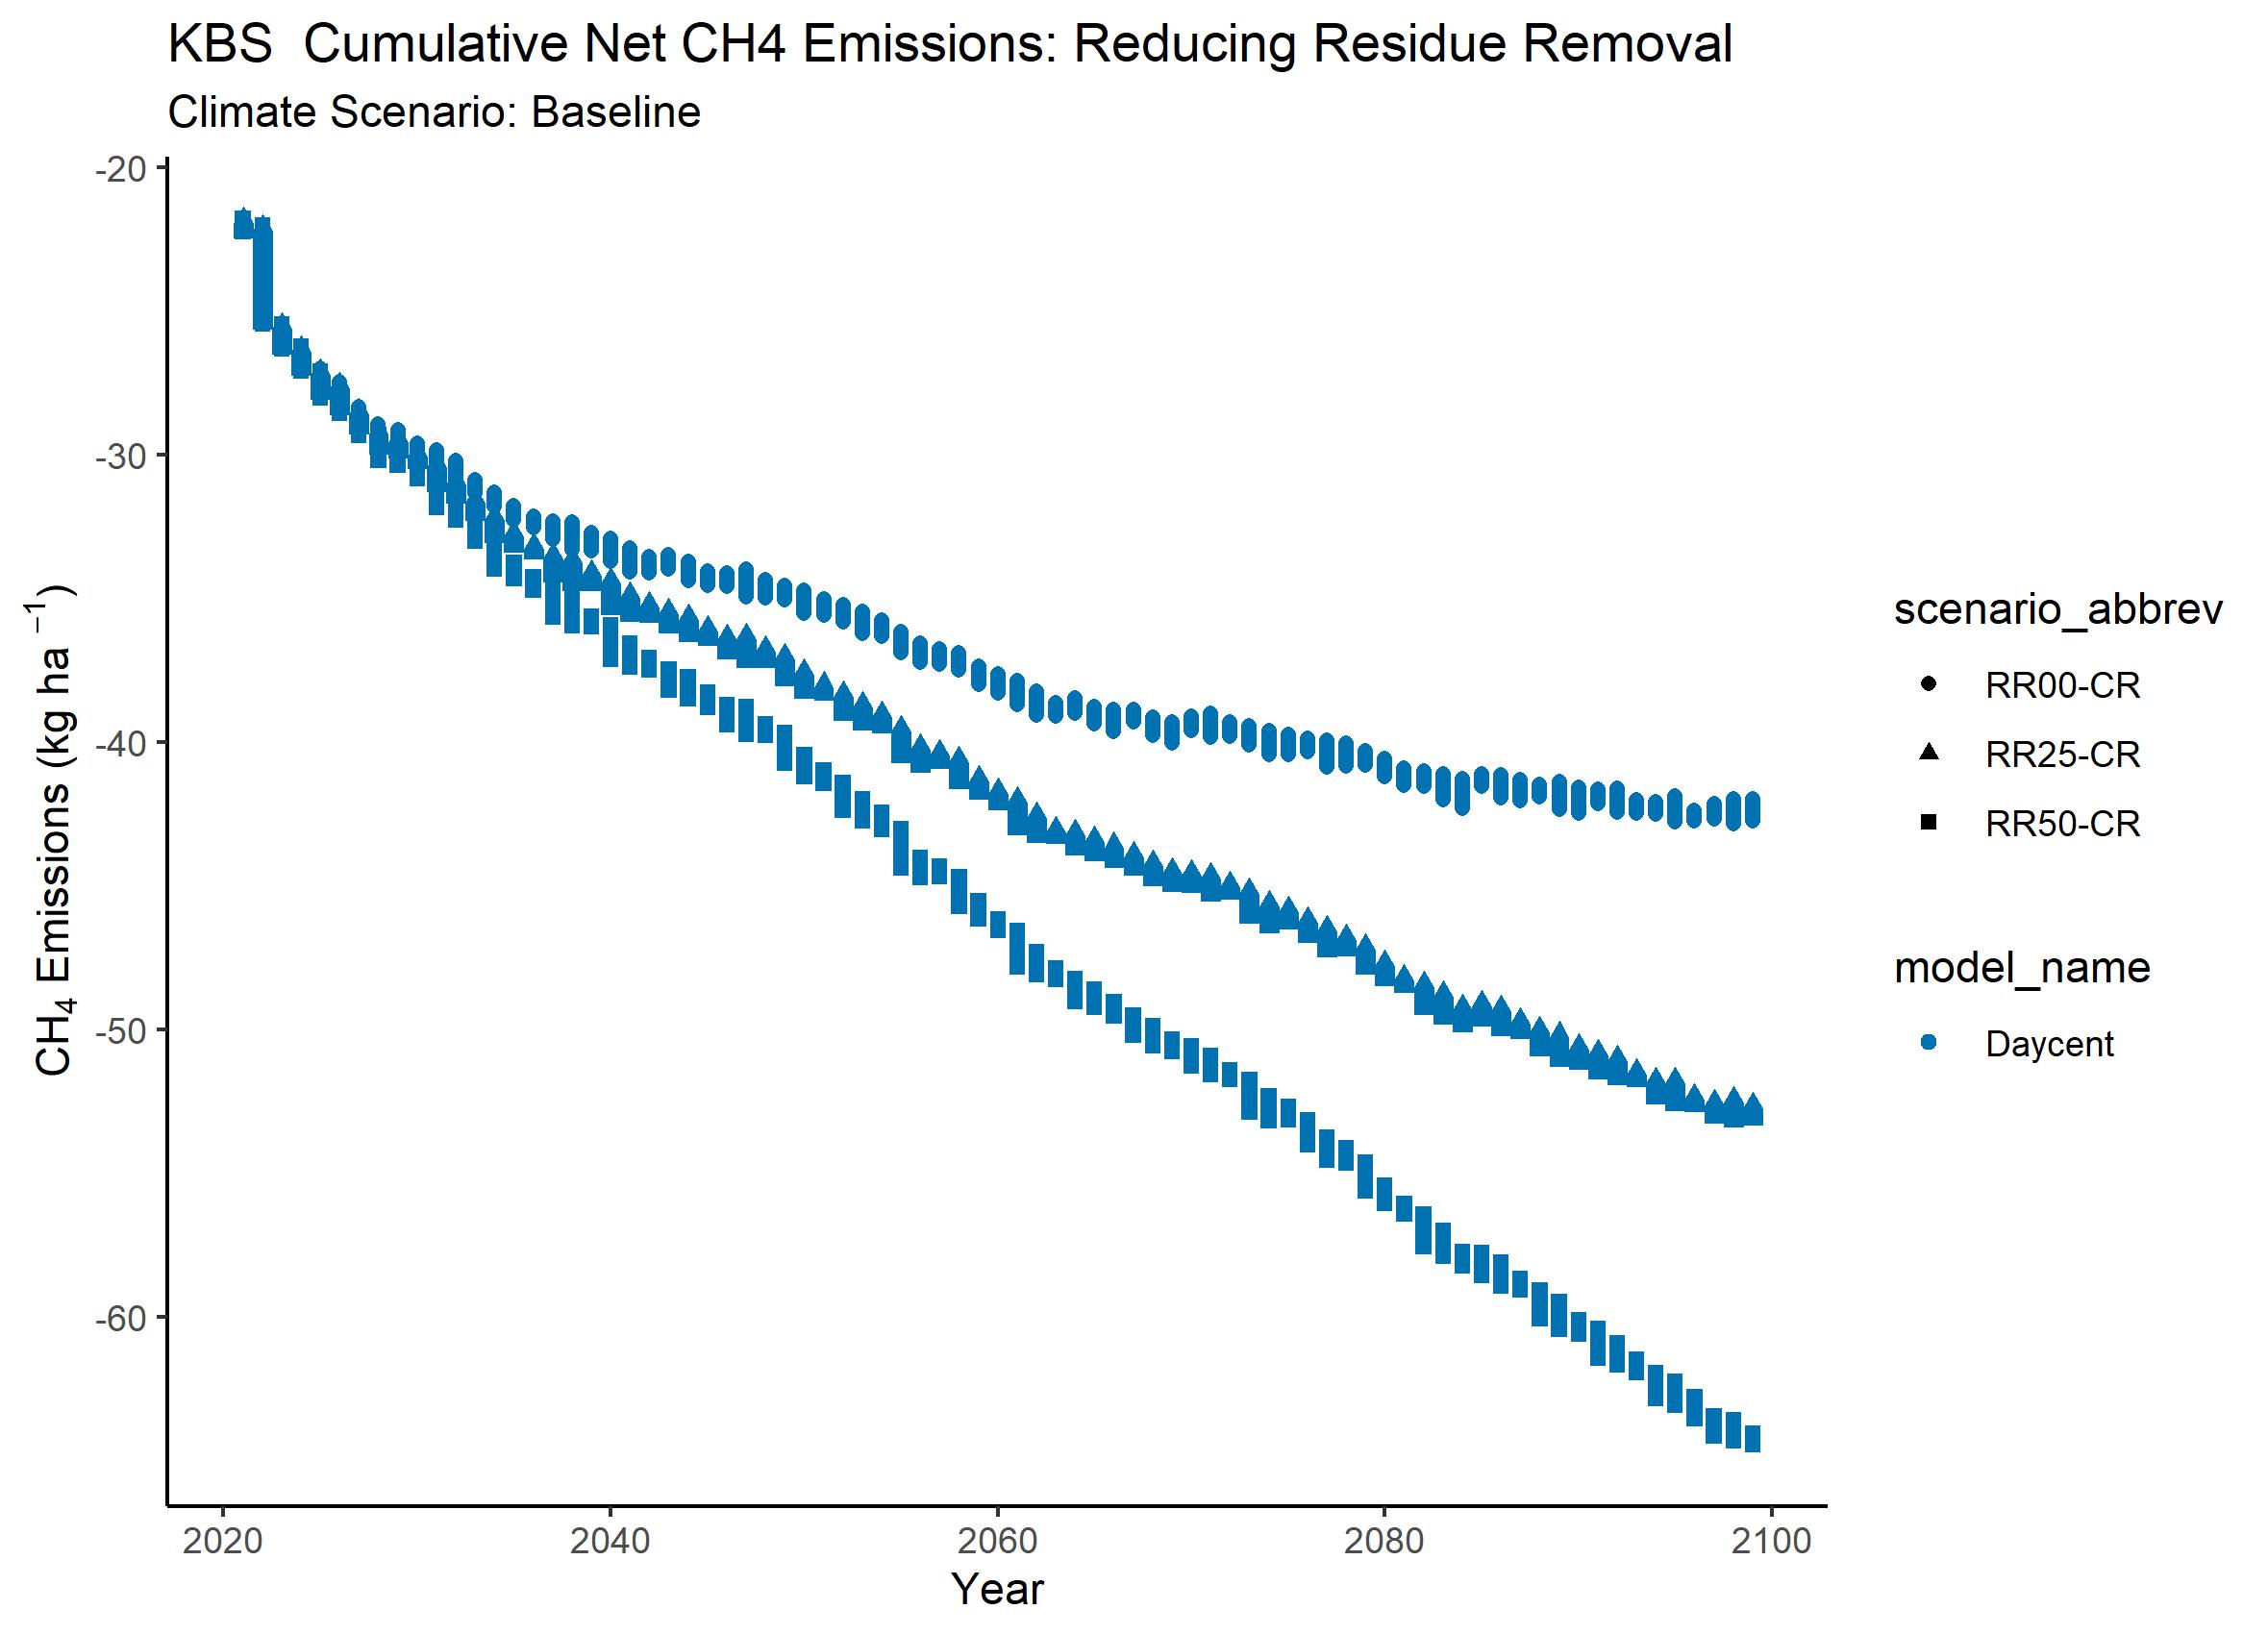 KBS  Cumulative Net CH4 Emissions: Reducing Residue Removal
Climate Scenario: Baseline
-20
-30
-40
-50
-60
CH₄ Emissions (kg ha ⁻¹)
2020 2040 2060 2080 2100
Year
scenario_abbrev
RR00-CR
RR25-CR
RR50-CR
model_name
Daycent